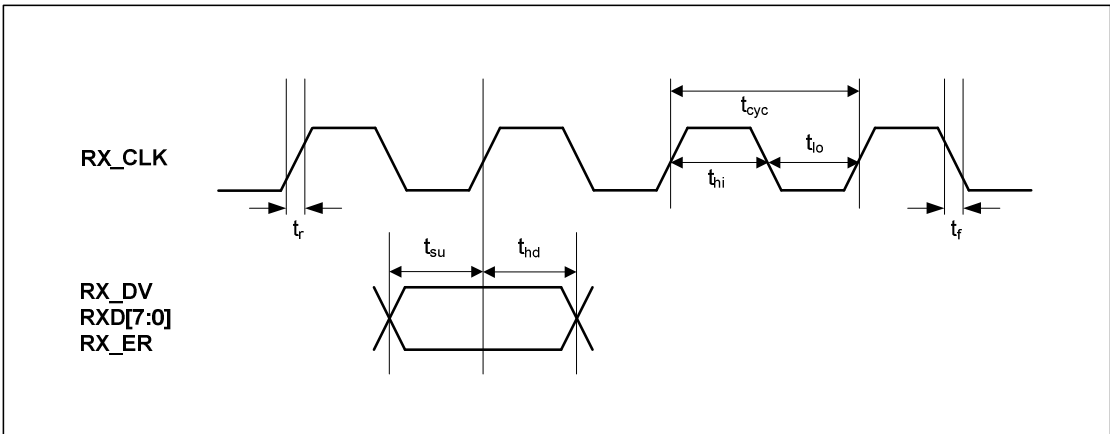 t_cyc
RX_CLK
t_lo
t_hi
t_r
t_f
t_su
t_hd
RX_DV
RXD[7:0]
RX_ER